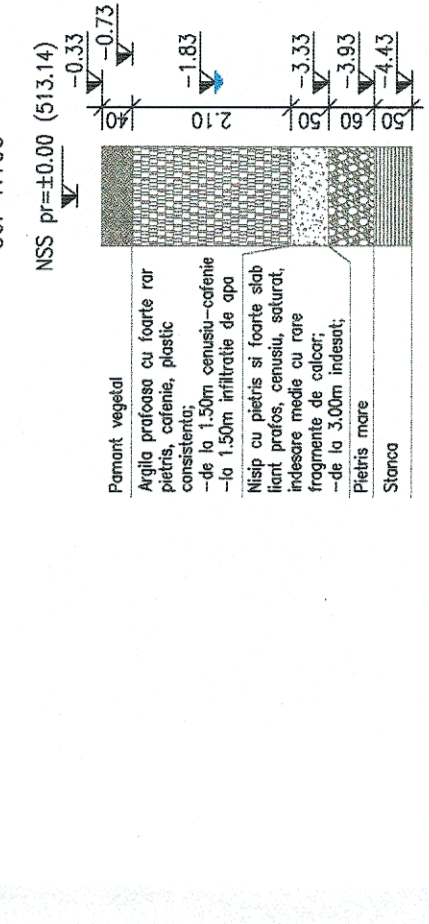 NSS pr=±0.00 (513.14)
-0.33
-0.73
-1.83
-3.33
-3.93
-4.43
40
2.10
50
60
50
Pamant vegetal
Argila prafoasa cu foarte rar
pietris, cafenie, plastic
consistenta;
-de la 1.50m cenusiu-cafenie
-la 1.50m infiltratie de apa
Nisip cu pietris si foarte slab
liant prafos, cenusiu, saturat,
indesare medie cu rare
fragmente de calcar;
-de la 3.00m indesat;
Pietris mare
Stanca